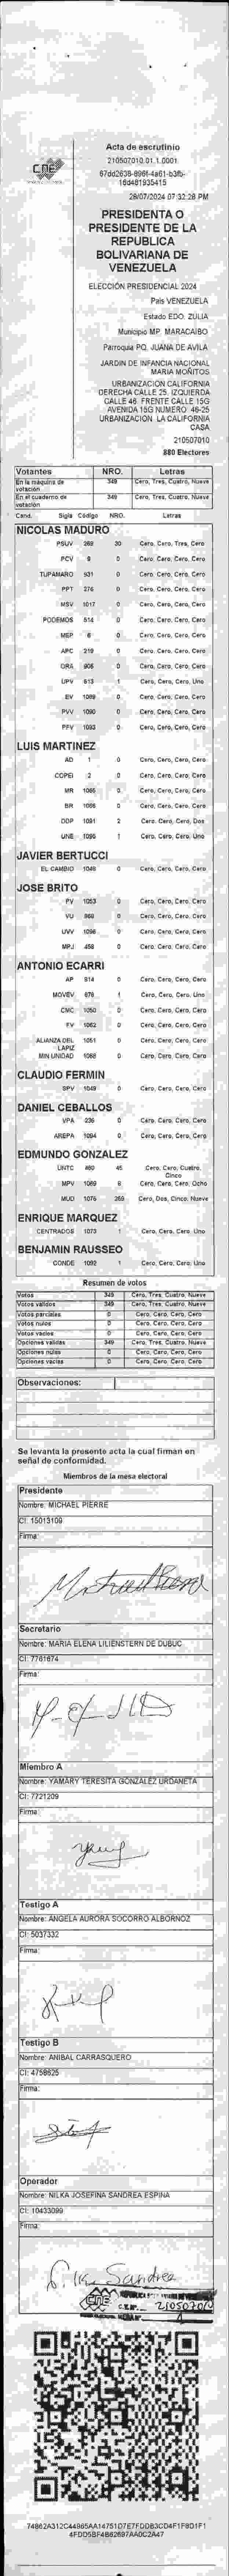 CNE
Acta de escrutinio
210507010.01.1.0001
28/07/2024 07:32:28 PM
PRESIDENTA O
PRESIDENTE DE LA
REPUBLICA
BOLIVARIANA DE
VENEZUELA
ELECCIÓN PRESIDENCIAL 2024
País VENEZUELA
Estado EDO. ZULIA
Municipio MP. MARACAIBO
Parroquia PQ. JUANA DE AVILA
JARDIN DE INFANCIA NACIONAL
MARIA MOÑITOS
URBANIZACIÓN CALIFORNIA
DERECHA CALLE 25. IZQUIERDA
CALLE 46. FRENTE CALLE 15G
AVENIDA 15G NUMERO 46-25
URBANIZACION LA CALIFORNIA
CASA
210507010
880 Electores
Votantes NRO. Letras
En la máquina de votación 349 Cero, Tres, Cuatro, Nueve
En el cuaderno de votación 349 Cero, Tres, Cuatro, Nueve
Cand. Sigla Código NRO. Letras
NICOLAS MADURO
PSUV 269 30 Cero, Cero, Tres, Cero
PCV 9 0 Cero, Cero, Cero, Cero
TUPAMARO 931 0 Cero, Cero, Cero, Cero
PPT 276 0 Cero, Cero, Cero, Cero
MSV 1017 0 Cero, Cero, Cero, Cero
PODEMOS 514 0 Cero, Cero, Cero, Cero
MEP 6 0 Cero, Cero, Cero, Cero
APC 219 0 Cero, Cero, Cero, Cero
ORA 905 0 Cero, Cero, Cero, Cero
UPV 613 1 Cero, Cero, Cero, Uno
EV 1089 0 Cero, Cero, Cero, Cero
PVV 1090 0 Cero, Cero, Cero, Cero
PFV 1093 0 Cero, Cero, Cero, Cero
LUIS MARTINEZ
AD 1 0 Cero, Cero, Cero, Cero
COPEI 2 0 Cero, Cero, Cero, Cero
MR 1065 0 Cero, Cero, Cero, Cero
BR 1066 0 Cero, Cero, Cero, Cero
DDP 1091 2 Cero, Cero, Cero, Dos
UNE 1095 1 Cero, Cero, Cero, Uno
JAVIER BERTUCCI
EL CAMBIO 1046 0 Cero, Cero, Cero, Cero
JOSE BRITO
PV 1053 0 Cero, Cero, Cero, Cero
VU 960 0 Cero, Cero, Cero, Cero
UVV 1096 0 Cero, Cero, Cero, Cero
MPJ 458 0 Cero, Cero, Cero, Cero
ANTONIO ECARRI
AP 914 0 Cero, Cero, Cero, Cero
MOVEV 976 1 Cero, Cero, Cero, Uno
CMC 1050 0 Cero, Cero, Cero, Cero
FV 1062 0 Cero, Cero, Cero, Cero
ALIANZA DEL LAPIZ 1051 0 Cero, Cero, Cero, Cero
MIN UNIDAD 1068 0 Cero, Cero, Cero, Cero
CLAUDIO FERMIN
SPV 1049 0 Cero, Cero, Cero, Cero
DANIEL CEBALLOS
VPA 236 0 Cero, Cero, Cero, Cero
AREPA 1094 0 Cero, Cero, Cero, Cero
EDMUNDO GONZALEZ
UNTC 460 45 Cero, Cero, Cuatro, Cinco
MPV 1069 8 Cero, Cero, Cero, Ocho
MUD 1076 259 Cero, Dos, Cinco, Nueve
ENRIQUE MARQUEZ
CENTRADOS 1073 1 Cero, Cero, Cero, Uno
BENJAMIN RAUSSEO
CONDE 1092 1 Cero, Cero, Cero, Uno
Resumen de votos
Votos 349 Cero, Tres, Cuatro, Nueve
Votos válidos 349 Cero, Tres, Cuatro, Nueve
Votos parciales 0 Cero, Cero, Cero, Cero
Votos nulos 0 Cero, Cero, Cero, Cero
Votos vacíos 0 Cero, Cero, Cero, Cero
Opciones válidas 349 Cero, Tres, Cuatro, Nueve
Opciones nulas 0 Cero, Cero, Cero, Cero
Opciones vacías 0 Cero, Cero, Cero, Cero
Observaciones:
Se levanta la presente acta la cual firman en
señal de conformidad.
Miembros de la mesa electoral
Presidente
Nombre: MICHAEL PIERRE
CI: 15013109
Firma:
Secretario
Nombre: MARIA ELENA LILIENSTERN DE DUBUC
CI: 7761674
Firma:
Miembro A
Nombre: YAMARY TERESITA GONZALEZ URDANETA
CI: 7721209
Firma:
Testigo A
Nombre: ANGELA AURORA SOCORRO ALBORNOZ
CI: 5037332
Firma:
Testigo B
Nombre: ANIBAL CARRASQUERO
CI: 4758625
Firma:
Operador
Nombre: NILKA JOSEFINA SANDREA ESPINA
CI: 10433099
Firma:
Sandrea
CNE
210507010